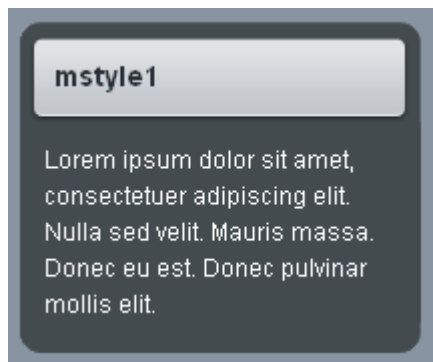 mstyle1
Lorem ipsum dolor sit amet,
consectetuer adipiscing elit.
Nulla sed velit. Mauris massa.
Donec eu est. Donec pulvinar
mollis elit.